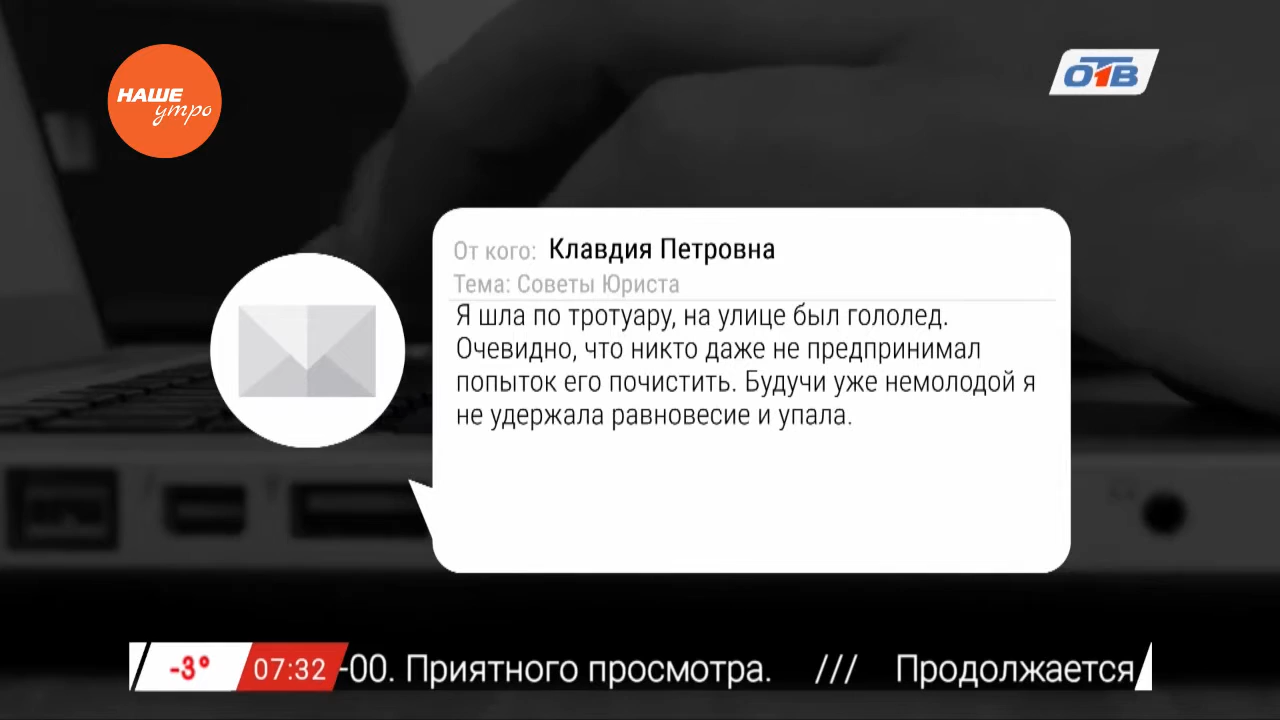 НАШЕ
утро
ОТВ
От кого: Клавдия Петровна
Тема: Советы Юриста
Я шла по тротуару, на улице был гололед.
Очевидно, что никто даже не предпринимал
попыток его почистить. Будучи уже немолодой я
не удержала равновесие и упала.
-3° 07:32 -00. Приятного просмотра. /// Продолжается